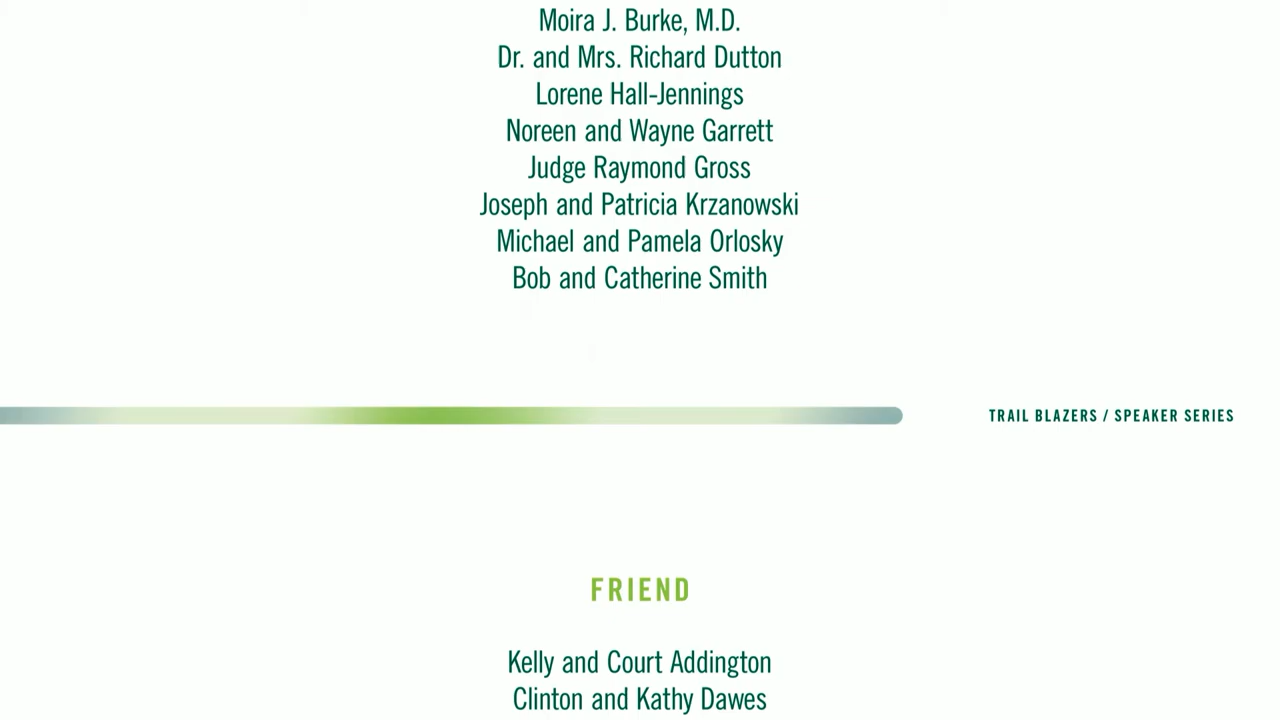 Moira J. Burke, M.D.
Dr. and Mrs. Richard Dutton
Lorene Hall-Jennings
Noreen and Wayne Garrett
Judge Raymond Gross
Joseph and Patricia Krzanowski
Michael and Pamela Orlosky
Bob and Catherine Smith
TRAIL BLAZERS / SPEAKER SERIES
FRIEND
Kelly and Court Addington
Clinton and Kathy Dawes